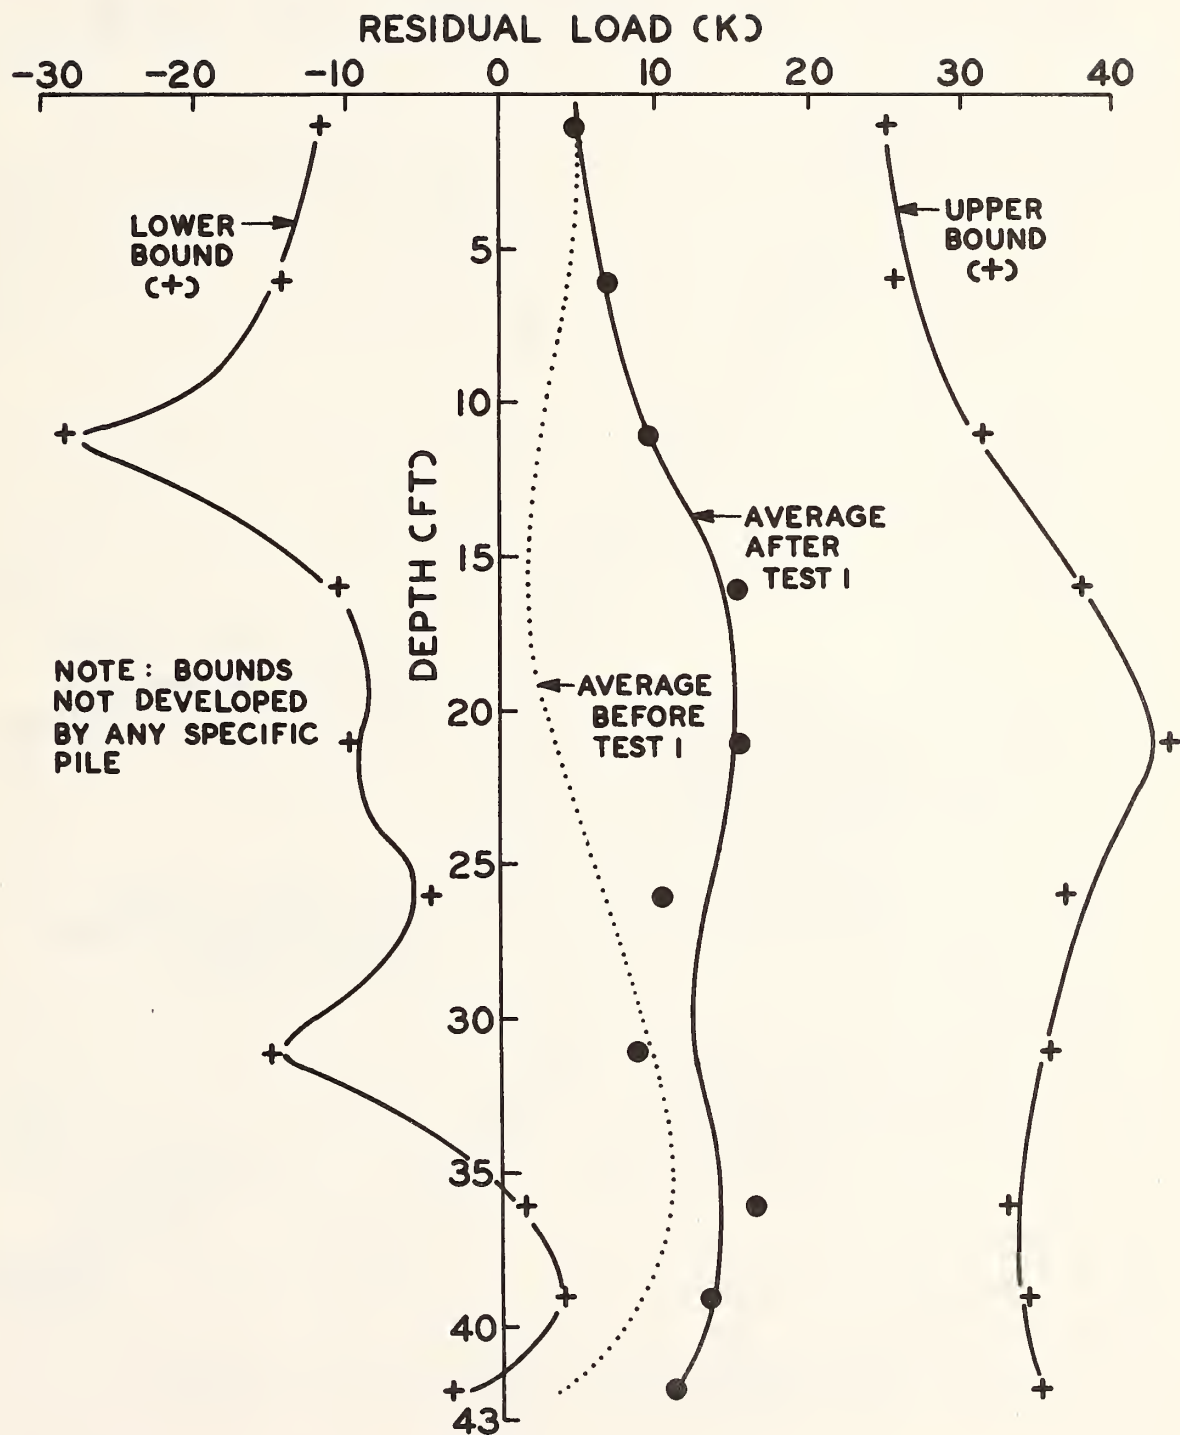 RESIDUAL LOAD (K)
-30 -20 -10 0 10 20 30 40
LOWER
BOUND
(+)
UPPER
BOUND
(+)
5
10
DEPTH (FT)
15
AVERAGE
AFTER
TEST 1
NOTE: BOUNDS
NOT DEVELOPED
BY ANY SPECIFIC
PILE
AVERAGE
BEFORE
TEST 1
20
25
30
35
40
43